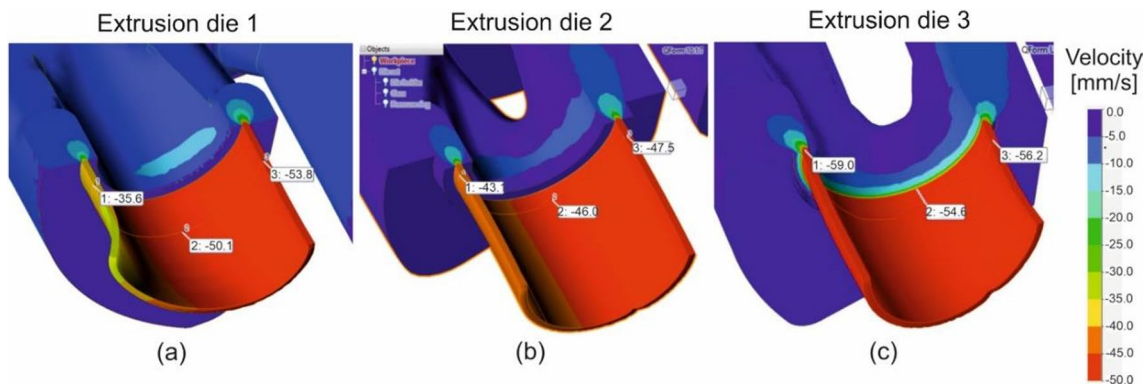 Extrusion die 1
Extrusion die 2
Extrusion die 3
Objects
Workpiece
QForm
Velocity
[mm/s]
1: -35.6
2: -50.1
3: -53.8
1: -43.1
2: -46.0
3: -47.5
1: -59.0
2: -54.6
3: -56.2
0.0
-5.0
-10.0
-15.0
-20.0
-25.0
-30.0
-35.0
-40.0
-45.0
-50.0
(a)
(b)
(c)